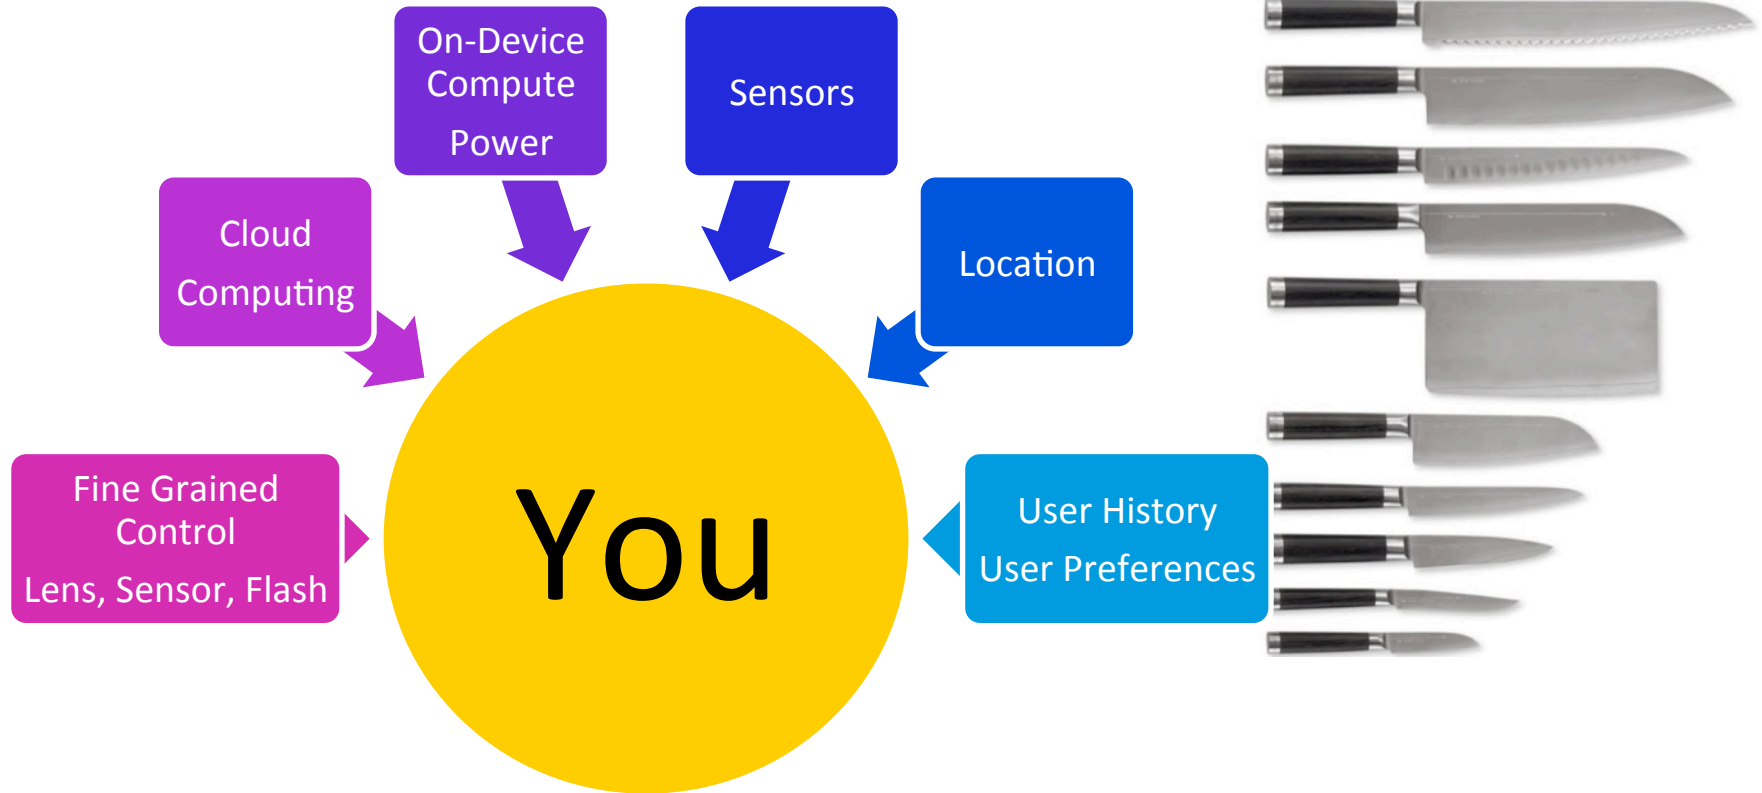 On-Device
Compute
Power
Sensors
Cloud
Computing
Location
Fine Grained
Control
Lens, Sensor, Flash
You
User History
User Preferences